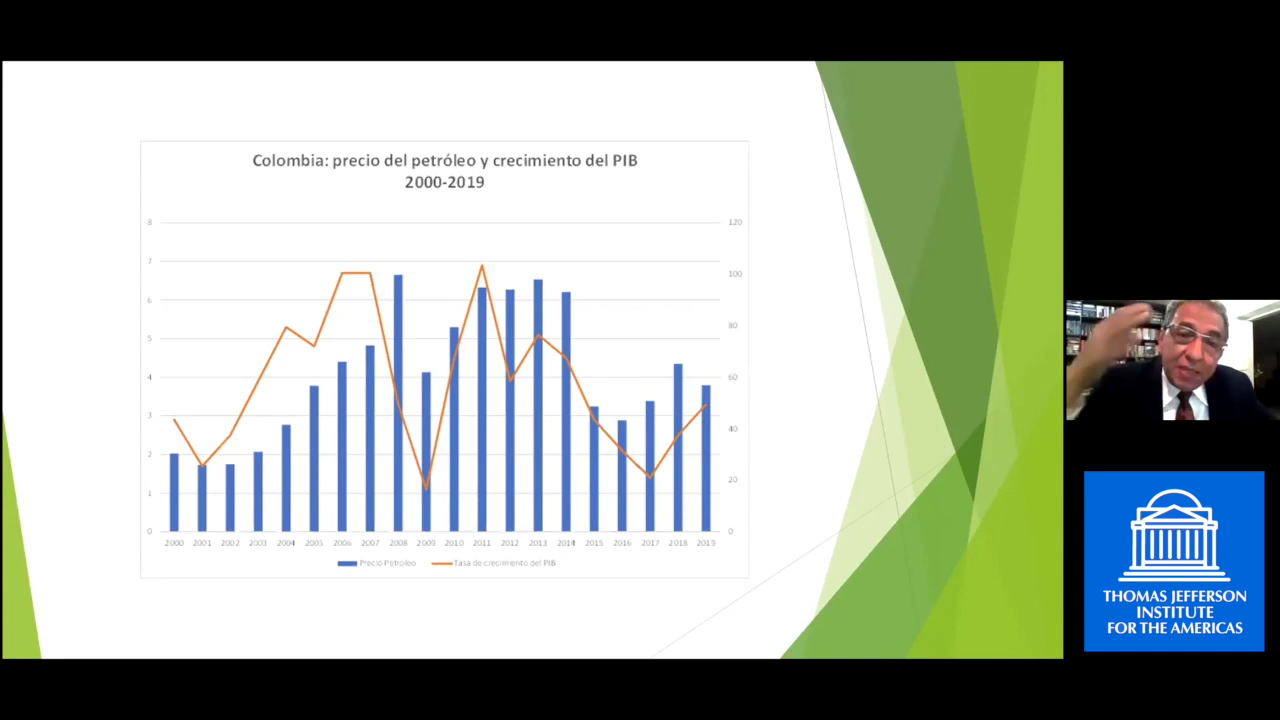 Colombia: precio del petróleo y crecimiento del PIB
2000-2019
8
7
6
5
4
3
2
1
0
120
100
80
60
40
20
0
2000 2001 2002 2003 2004 2005 2006 2007 2008 2009 2010 2011 2012 2013 2014 2015 2016 2017 2018 2019
Precio Petroleo Tasa de crecimiento del PIB
THOMAS JEFFERSON
INSTITUTE
FOR THE AMERICAS